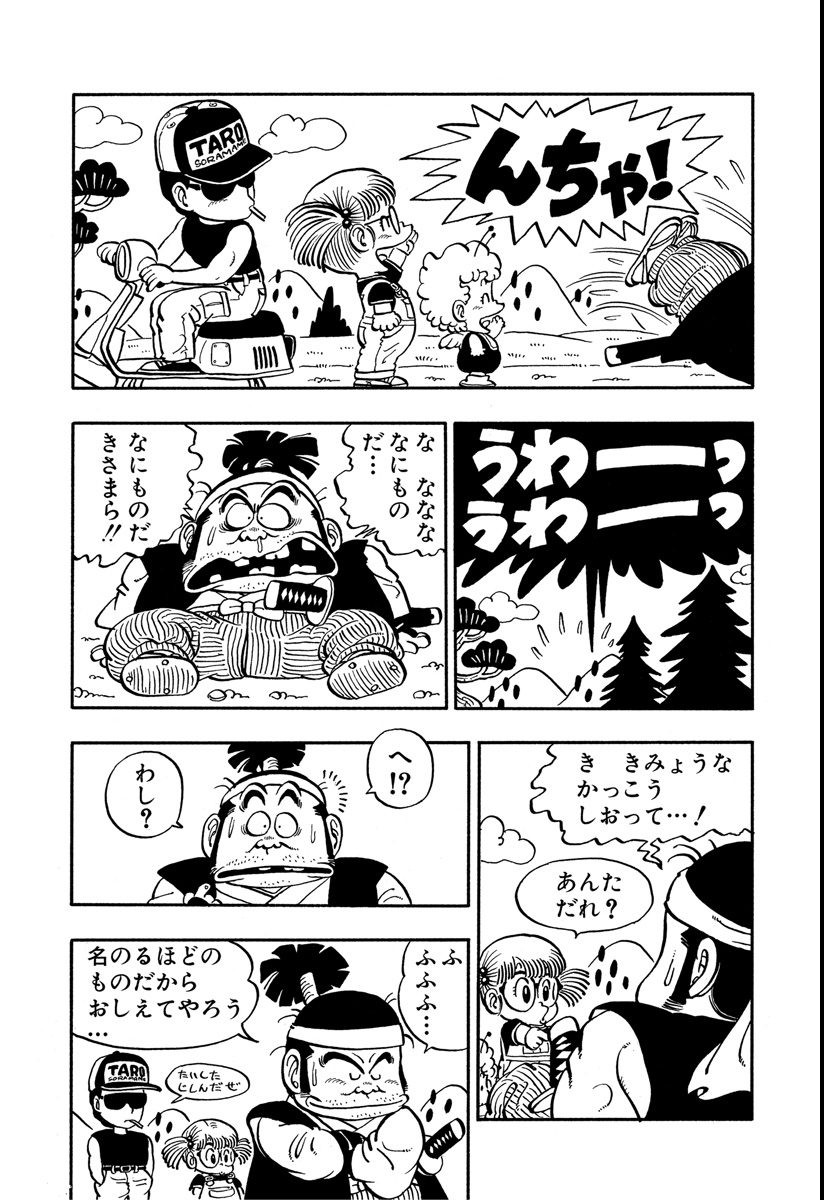 んちゃ！
TARO
SORAMAME
うわーっ
うわーっ
な ななな
なにもの
だ…
なにものだ
きさまら!!
き きみょうな
かっこう
しおって…！
あんた
だれ？
へ!?
わし？
ふ
ふふふ…
名のるほどの
ものだから
おしえてやろう
…
TARO
SORAMAME
たいした
じしんだぜ